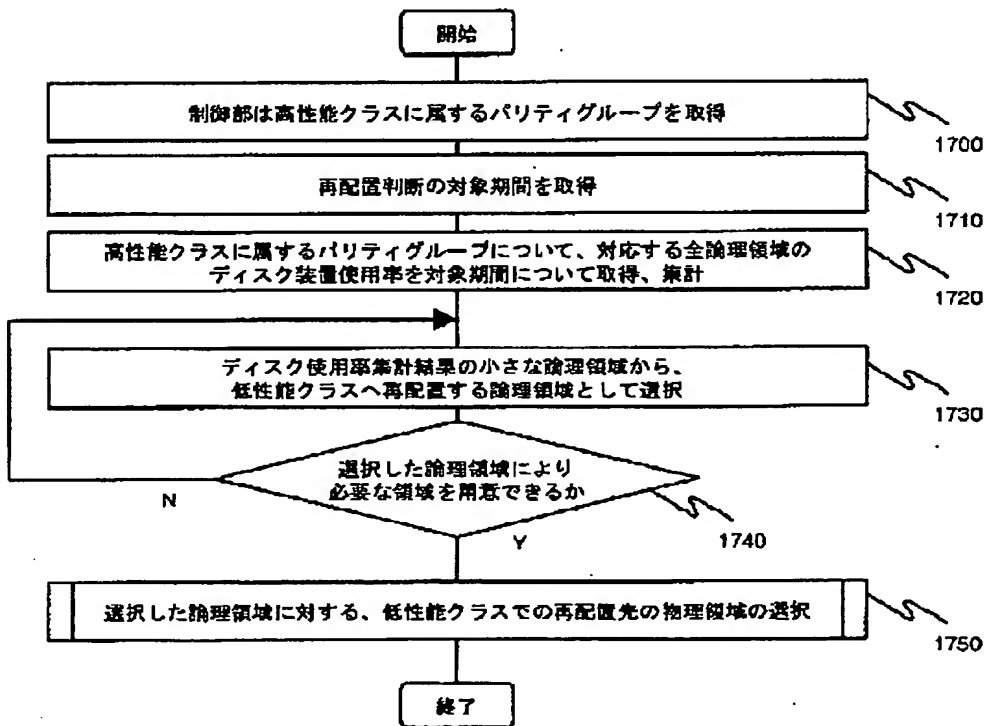 開始
制御部は高性能クラスに属するパリティグループを取得
1700
再配置判断の対象期間を取得
1710
高性能クラスに属するパリティグループについて、対応する全論理領域の
ディスク装置使用率を対象期間について取得、集計
1720
ディスク使用率集計結果の小さな論理領域から、
低性能クラスへ再配置する論理領域として選択
1730
選択した論理領域により
必要な領域を用意できるか
N
Y
1740
選択した論理領域に対する、低性能クラスでの再配置先の物理領域の選択
1750
終了